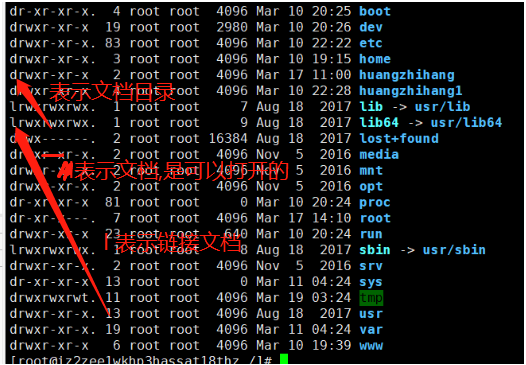 dr-xr-xr-x. 4 root root 4096 Mar 10 20:25 boot
drwxr-xr-x 19 root root 2980 Mar 10 20:26 dev
drwxr-xr-x. 83 root root 4096 Mar 10 22:22 etc
drwxr-xr-x. 3 root root 4096 Mar 10 19:15 home
drwxr-xr-x 2 root root 4096 Mar 17 11:00 huangzhihang
drwxr-xr-x 4 root root 4096 Mar 10 22:28 huangzhihang1
表示文档目录
lrwxrwxrwx. 1 root root 7 Aug 18 2017 lib -> usr/lib
lrwxrwxrwx. 1 root root 9 Aug 18 2017 lib64 -> usr/lib64
drwx------. 2 root root 16384 Aug 18 2017 lost+found
drwxr-xr-x. 2 root root 4096 Nov 5 2016 media
drwxr-xr-x. 2 root root 4096 Nov 5 2016 mnt
表示文档,是可以打开的
drwxr-xr-x. 2 root root 4096 Nov 5 2016 opt
dr-xr-xr-x 81 root root 0 Mar 10 20:24 proc
dr-xr-x---. 7 root root 4096 Mar 17 14:10 root
drwxr-xr-x 23 root root 640 Mar 10 20:24 run
l 表示链接文档
lrwxrwxrwx. 1 root root 8 Aug 18 2017 sbin -> usr/sbin
drwxr-xr-x. 2 root root 4096 Nov 5 2016 srv
dr-xr-xr-x 13 root root 0 Mar 11 04:24 sys
drwxrwxrwt. 11 root root 4096 Mar 19 03:24 tmp
drwxr-xr-x. 13 root root 4096 Aug 18 2017 usr
drwxr-xr-x. 19 root root 4096 Mar 11 04:24 var
drwxr-xr-x 6 root root 4096 Mar 10 19:39 www
[root@iz2zee1wkhp3hassat18thz /]#